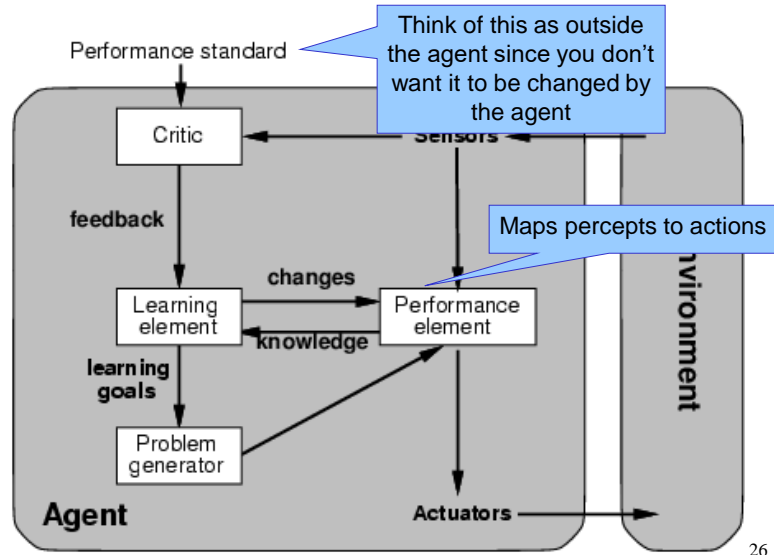 Performance standard
Think of this as outside
the agent since you don't
want it to be changed by
the agent
Critic
Sensors
feedback
Maps percepts to actions
changes
Learning
element
Performance
element
knowledge
nvironment
learning
goals
Problem
generator
Agent
Actuators
26